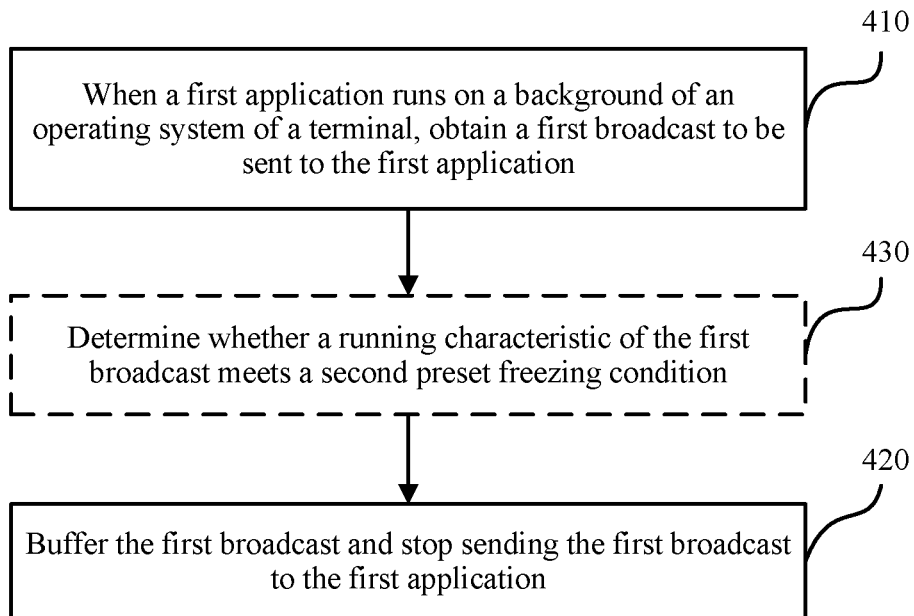 410
When a first application runs on a background of an
operating system of a terminal, obtain a first broadcast to be
sent to the first application
430
Determine whether a running characteristic of the first
broadcast meets a second preset freezing condition
420
Buffer the first broadcast and stop sending the first broadcast
to the first application